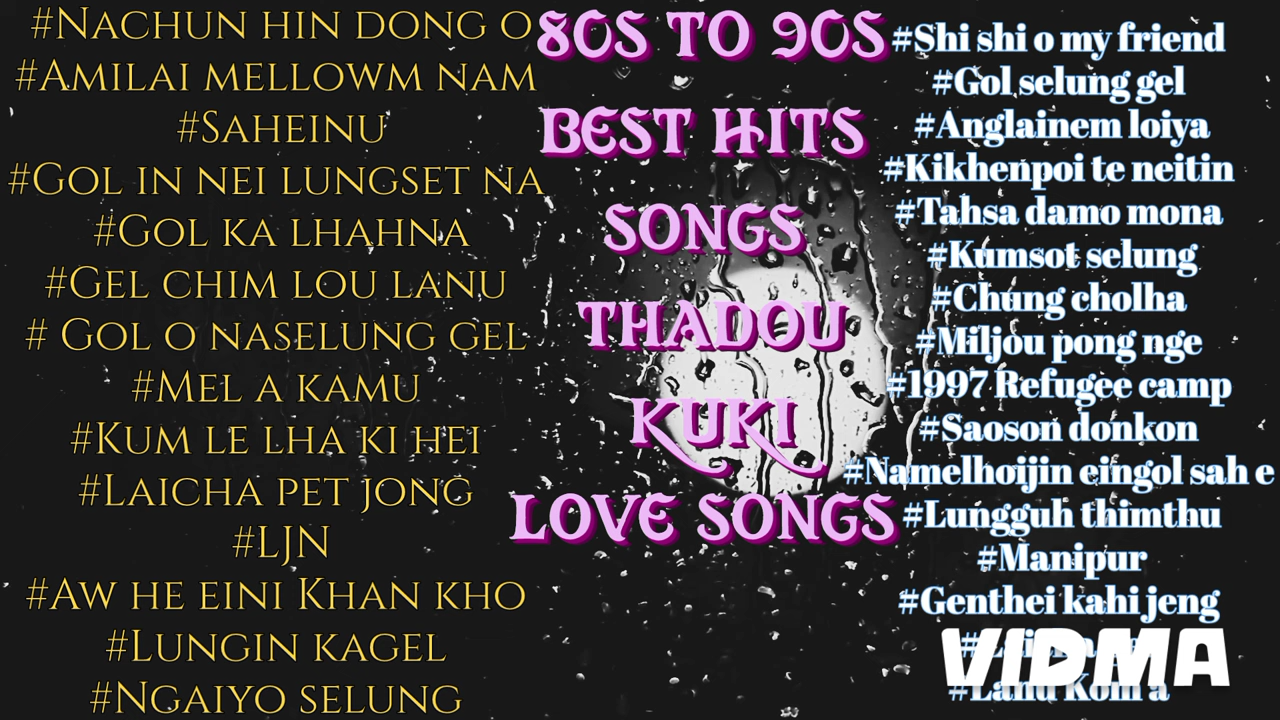 #Nachun hin dong o
#Amilai mellowm nam
#Saheinu
#Gol in nei lungset na
#Gol ka lhahna
#Gel chim lou lanu
# Gol o naselung gel
#Mel a kamu
#Kum le lha ki hei
#Laicha pet jong
#LJN
#Aw he eini Khan kho
#Lungin kagel
#Ngaiyo selung
80s to 90s
Best Hits
Songs
Thadou
Kuki
Love Songs
#Shi shi o my friend
#Gol selung gel
#Anglainem loiya
#Kikhenpoi te neitin
#Tahsa damo mona
#Kumsot selung
#Chung cholha
#Miljou pong nge
#1997 Refugee camp
#Saoson donkon
#Namelhoijin eingol sah e
#Lungguh thimthu
#Manipur
#Genthei kahi jeng
#Lanu Kom a
VIDMA